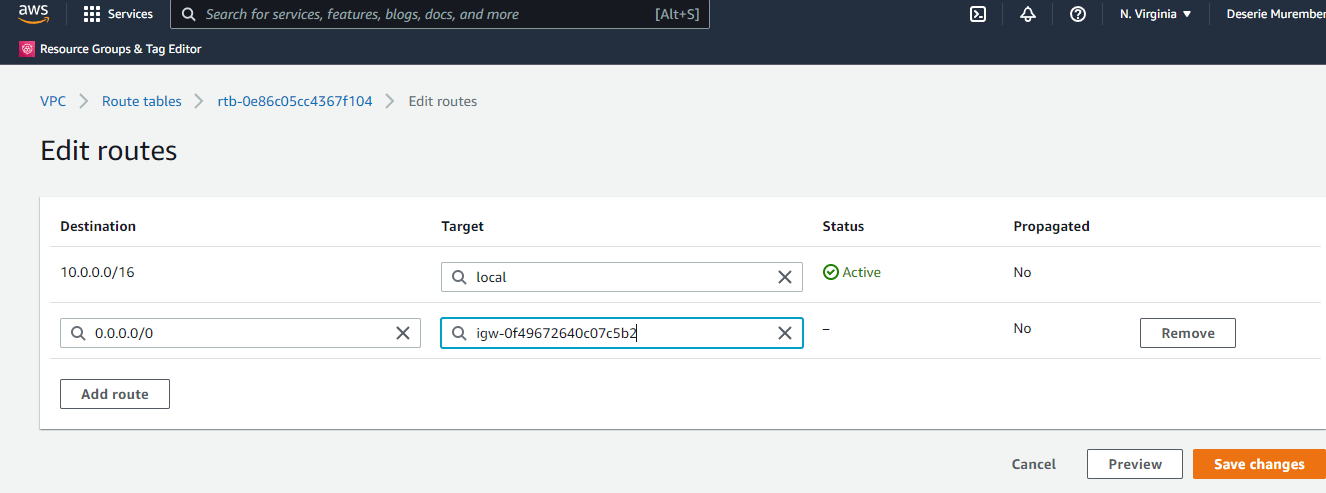 aws Services Search for services, features, blogs, docs, and more [Alt+S] N. Virginia Deserie Murember
Resource Groups & Tag Editor
VPC Route tables rtb-0e86c05cc4367f104 Edit routes
Edit routes
Destination Target Status Propagated
10.0.0.0/16 local Active No
0.0.0.0/0 igw-0f49672640c07c5b2 – No Remove
Add route
Cancel Preview Save changes